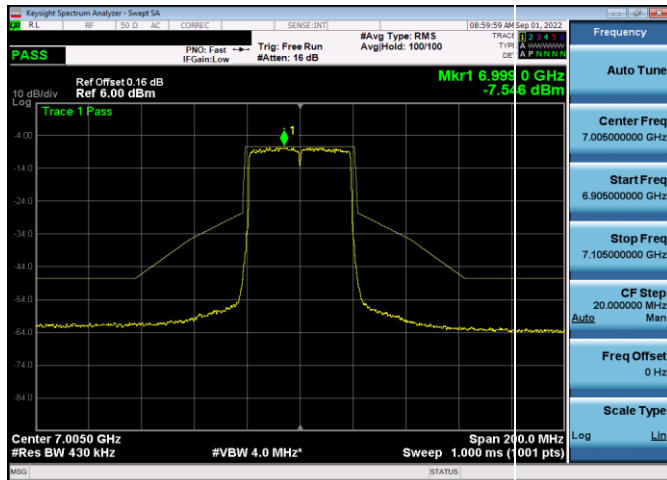 Keysight Spectrum Analyzer - Swept SA
RL RF 50 Ω AC CORREC SENSE:INT 08:59:59 AM Sep 01, 2022
#Avg Type: RMS TRACE 1 2 3 4 5 6
PNO: Fast Trig: Free Run Avg|Hold: 100/100 TYPE A WWWWW
PASS IFGain:Low #Atten: 16 dB DET A P N N N N
Ref Offset 0.16 dB Mkr1 6.999 0 GHz
10 dB/div Ref 6.00 dBm -7.546 dBm
Log
Trace 1 Pass
1
-4.00
-14.0
-24.0
-34.0
-44.0
-54.0
-64.0
-74.0
-84.0
Center 7.0050 GHz Span 200.0 MHz
#Res BW 430 kHz #VBW 4.0 MHz* Sweep 1.000 ms (1001 pts)
MSG STATUS
Frequency
Auto Tune
Center Freq
7.005000000 GHz
Start Freq
6.905000000 GHz
Stop Freq
7.105000000 GHz
CF Step
20.000000 MHz
Auto Man
Freq Offset
0 Hz
Scale Type
Log Lin